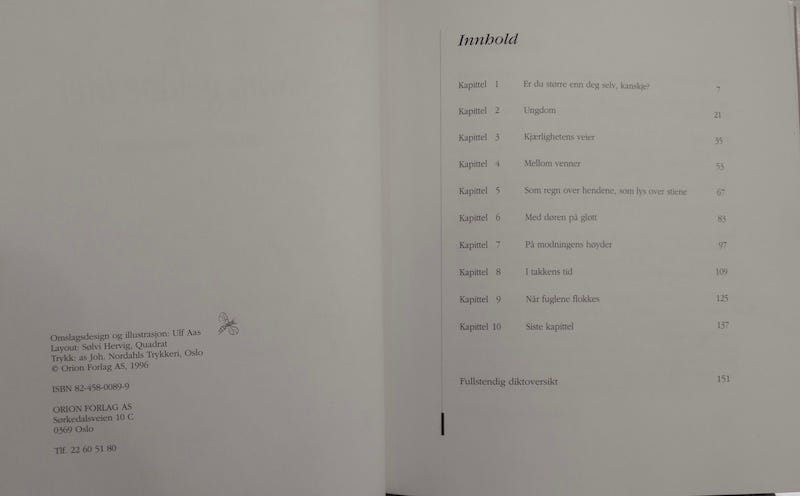 Omslagsdesign og illustrasjon: Ulf Aas
Layout: Sølvi Hervig, Quadrat
Trykk: as Joh. Nordahls Trykkeri, Oslo
© Orion Forlag AS, 1996
ISBN 82-458-0089-9
ORION FORLAG AS
Sørkedalsveien 10 C
0369 Oslo
Tlf. 22 60 51 80
Innhold
Kapittel 1 Er du større enn deg selv, kanskje? 7
Kapittel 2 Ungdom 21
Kapittel 3 Kjærlighetens veier 35
Kapittel 4 Mellom venner 53
Kapittel 5 Som regn over hendene, som lys over stiene 67
Kapittel 6 Med døren på gløtt 83
Kapittel 7 På modningens høyder 97
Kapittel 8 I takkens tid 109
Kapittel 9 Når fuglene flokkes 125
Kapittel 10 Siste kapittel 137
Fullstendig diktoversikt 151